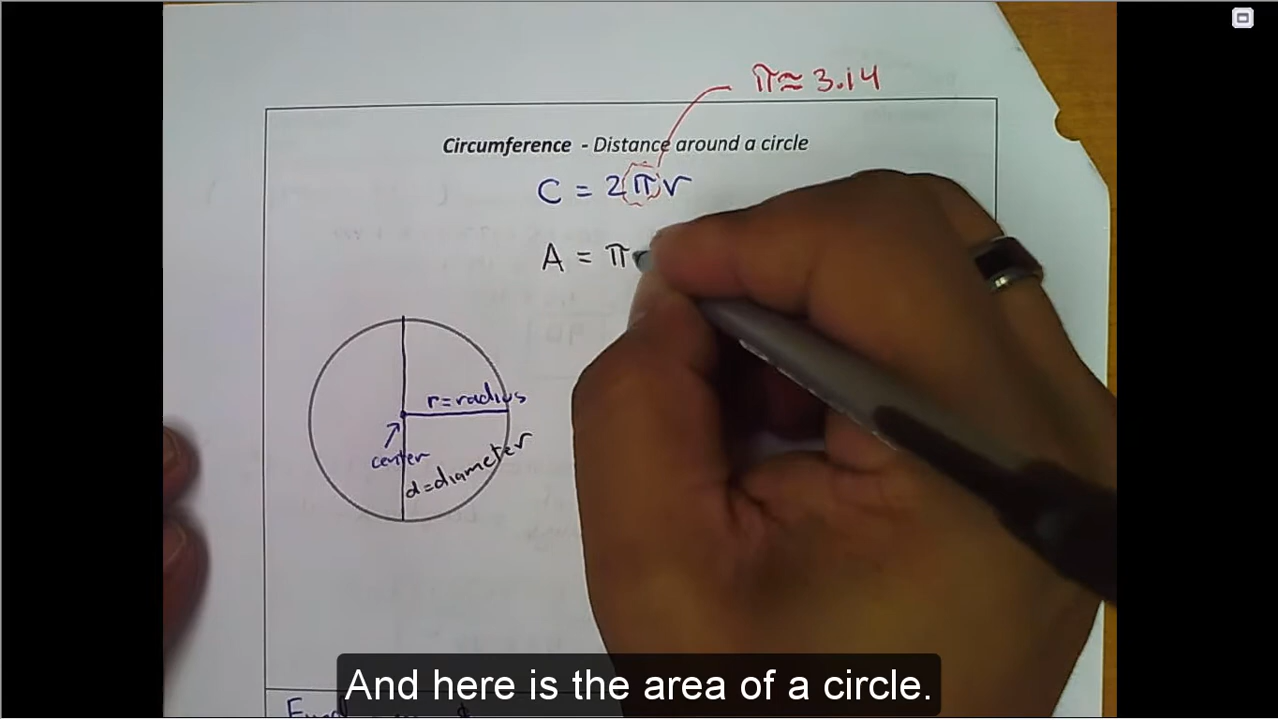 π≈3.14
Circumference - Distance around a circle
C = 2πr
A = π
r=radius
center
d=diameter
And here is the area of a circle.